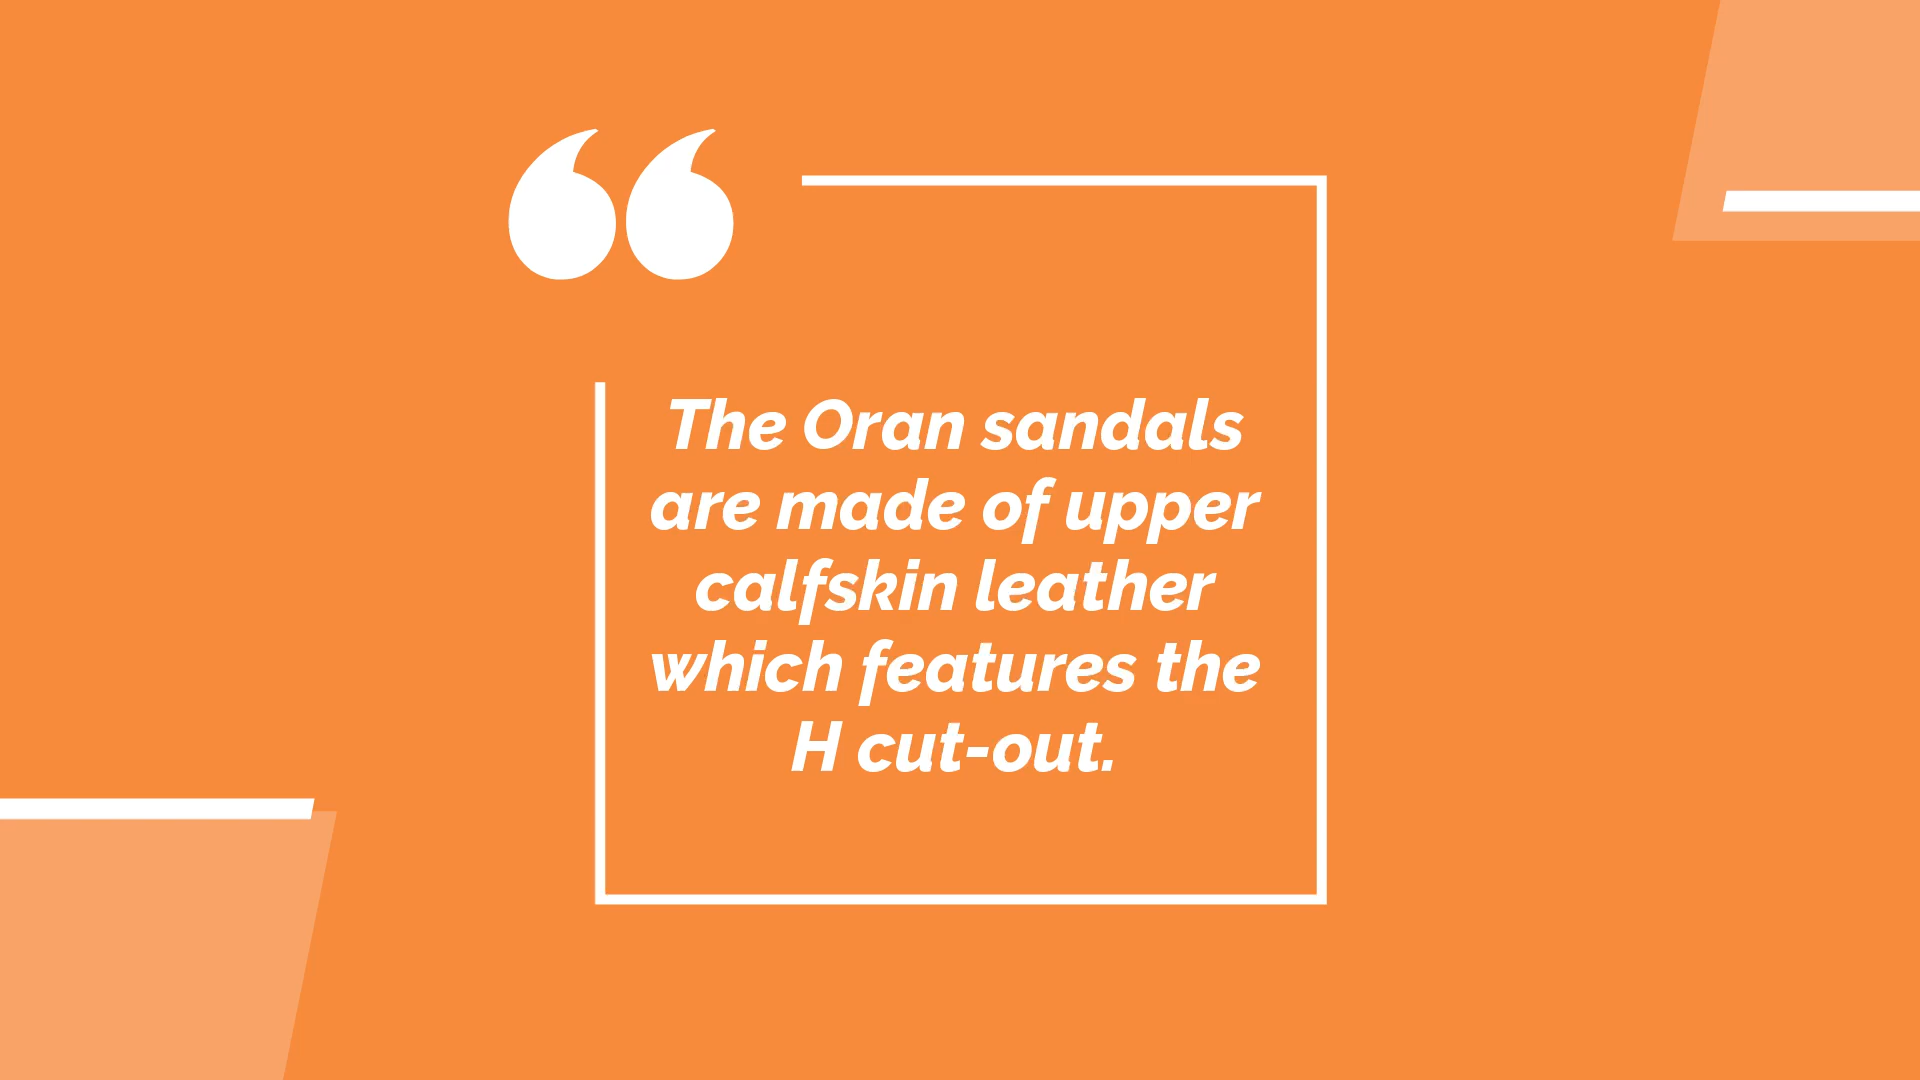 The Oran sandals
are made of upper
calfskin leather
which features the
H cut-out.